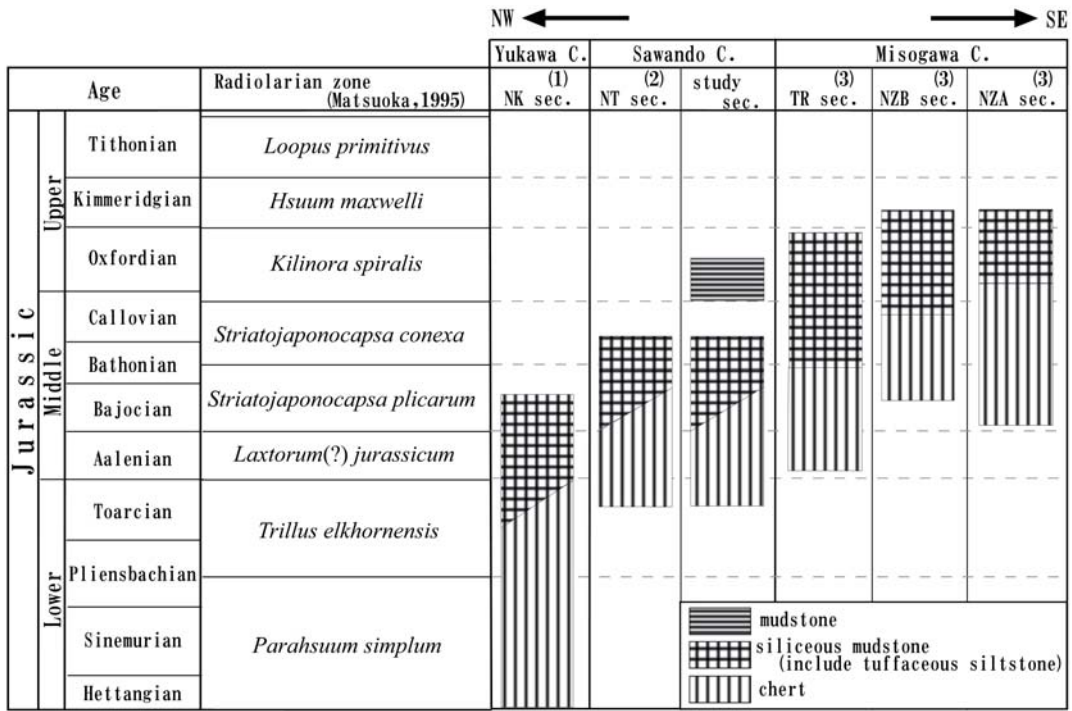 NW SE
Yukawa C. Sawando C. Misogawa C.
Age
Radiolarian zone
(Matsuoka,1995)
(1)
NK sec.
(2)
NT sec.
study
sec.
(3)
TR sec.
(3)
NZB sec.
(3)
NZA sec.
Jurassic
Upper
Tithonian
Loopus primitivus
Kimmeridgian
Hsuum maxwelli
Oxfordian
Kilinora spiralis
Middle
Callovian
Striatojaponocapsa conexa
Bathonian
Bajocian
Striatojaponocapsa plicarum
Aalenian
Laxtorum(?) jurassicum
Lower
Toarcian
Trillus elkhornensis
Pliensbachian
Sinemurian
Parahsuum simplum
Hettangian
mudstone
siliceous mudstone
(include tuffaceous siltstone)
chert